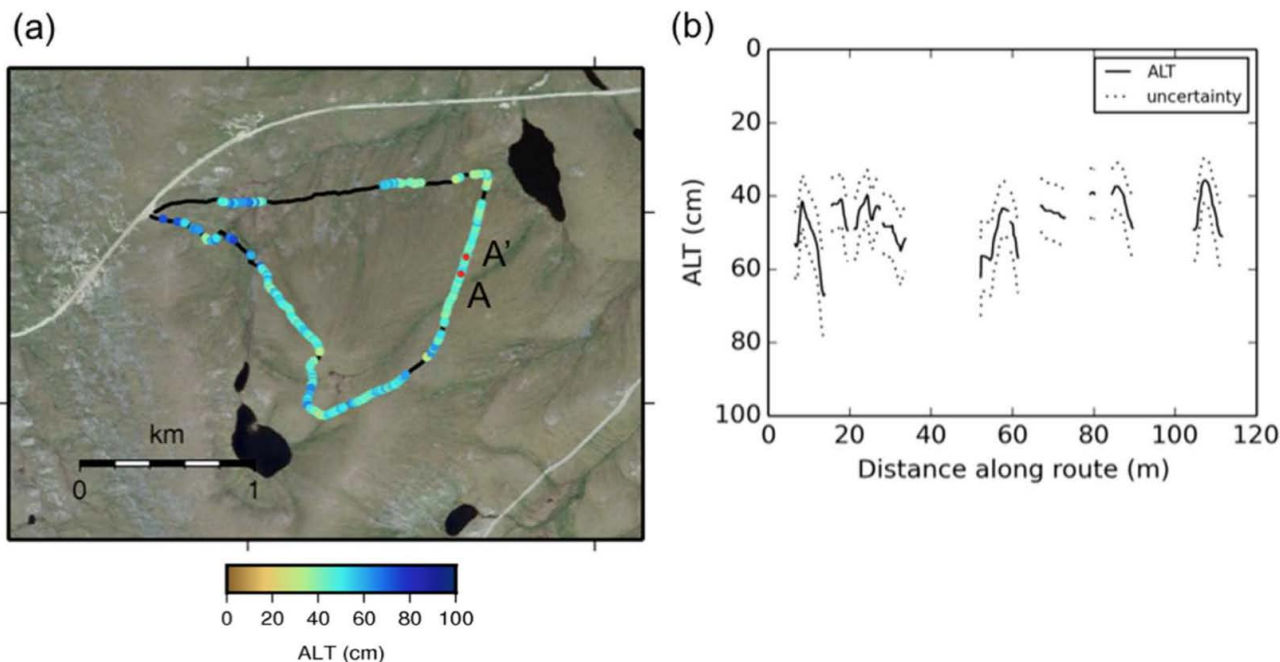 (a)
A'
A
km
0 1
0 20 40 60 80 100
ALT (cm)
(b)
0
20
40
60
80
100
ALT (cm)
ALT
uncertainty
0 20 40 60 80 100 120
Distance along route (m)